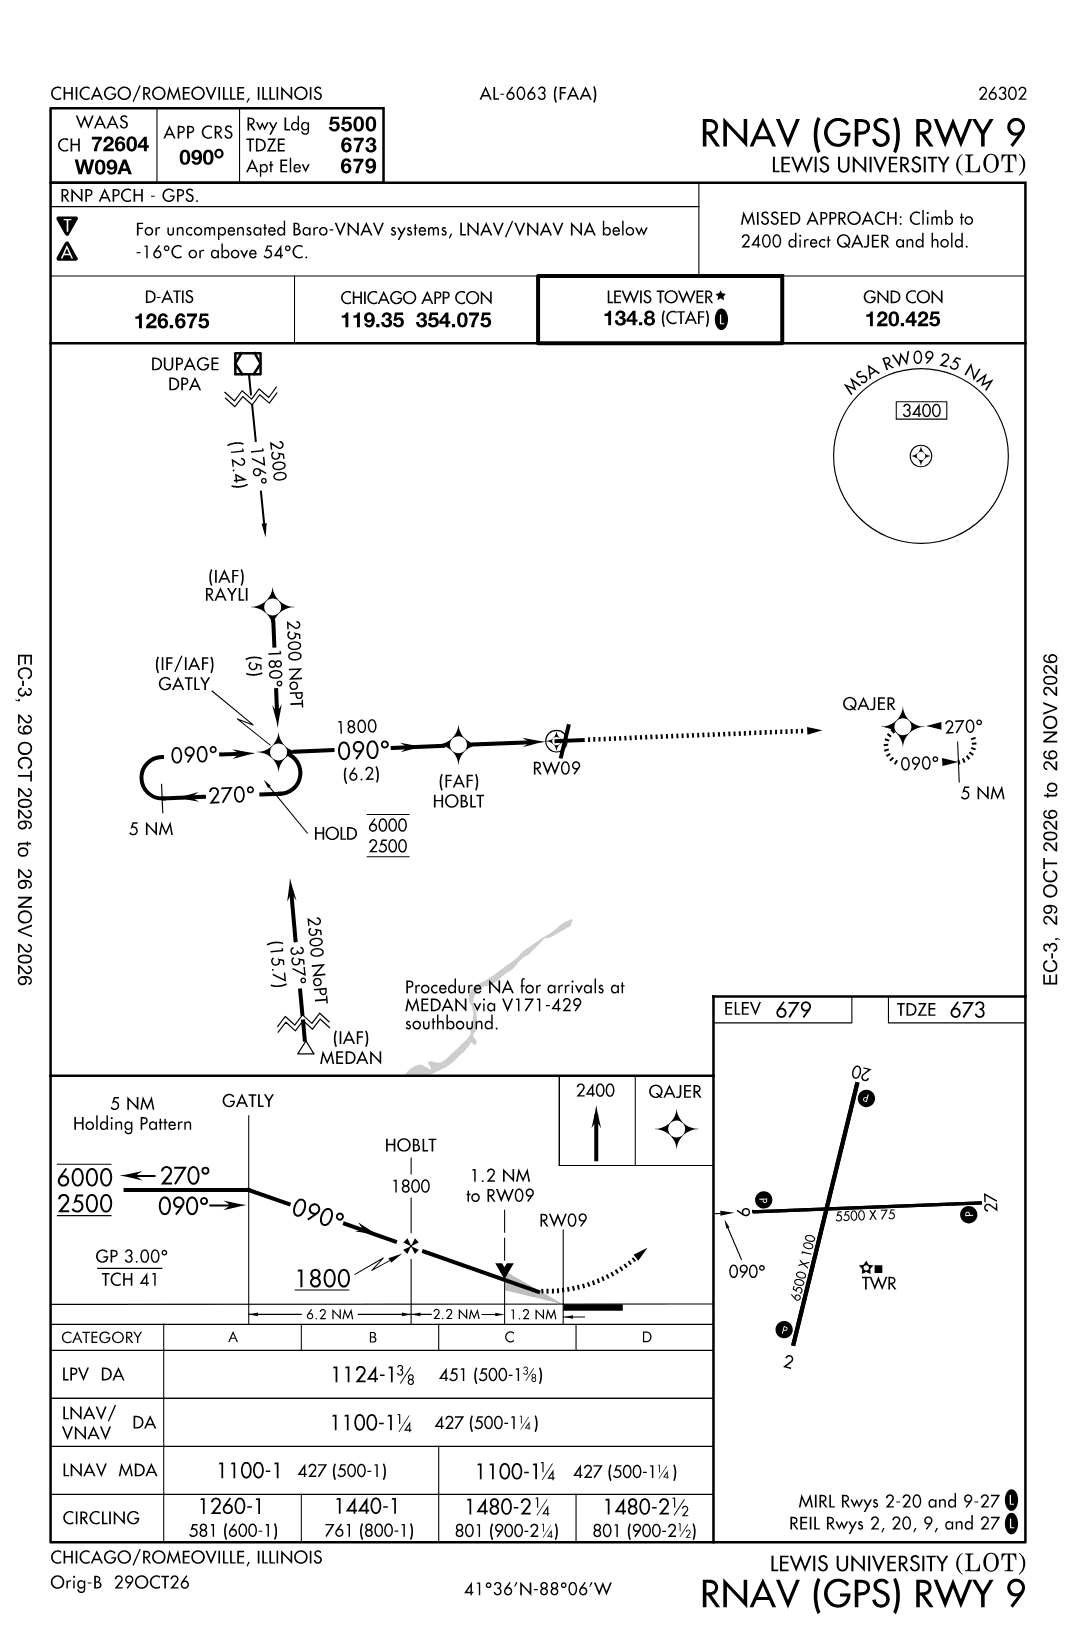 CHICAGO/ROMEOVILLE, ILLINOIS
AL-6063 (FAA)
26302
WAAS
CH 72604
W09A
APP CRS
090°
Rwy Ldg 5500
TDZE 673
Apt Elev 679
RNAV (GPS) RWY 9
LEWIS UNIVERSITY (LOT)
RNP APCH - GPS.
T
A
For uncompensated Baro-VNAV systems, LNAV/VNAV NA below
-16°C or above 54°C.
MISSED APPROACH: Climb to
2400 direct QAJER and hold.
D-ATIS
126.675
CHICAGO APP CON
119.35 354.075
LEWIS TOWER★
134.8 (CTAF) L
GND CON
120.425
DUPAGE
DPA
2500
176°
(12.4)
MSA RW09 25 NM
3400
(IAF)
RAYLI
2500 NoPT
180°
(5)
(IF/IAF)
GATLY
090°
270°
5 NM
HOLD
6000
2500
1800
090°
(6.2)
(FAF)
HOBLT
RW09
QAJER
270°
090°
5 NM
2500 NoPT
357°
(15.7)
(IAF)
MEDAN
Procedure NA for arrivals at
MEDAN via V171-429
southbound.
EC-3, 29 OCT 2026 to 26 NOV 2026
EC-3, 29 OCT 2026 to 26 NOV 2026
ELEV 679
TDZE 673
20
P
P
9
5500 X 75
27
P
090°
6500 X 100
TWR
P
2
MIRL Rwys 2-20 and 9-27 L
REIL Rwys 2, 20, 9, and 27 L
5 NM
Holding Pattern
GATLY
6000
2500
270°
090°
GP 3.00°
TCH 41
090°
HOBLT
1800
1800
1.2 NM
to RW09
RW09
2400
QAJER
6.2 NM
2.2 NM
1.2 NM
CATEGORY A B C D
LPV DA 1124-1⅜ 451 (500-1⅜)
LNAV/
VNAV DA 1100-1¼ 427 (500-1¼)
LNAV MDA 1100-1 427 (500-1) 1100-1¼ 427 (500-1¼)
CIRCLING
1260-1 1440-1 1480-2¼ 1480-2½
581 (600-1) 761 (800-1) 801 (900-2¼) 801 (900-2½)
CHICAGO/ROMEOVILLE, ILLINOIS
Orig-B 29OCT26
41°36'N-88°06'W
LEWIS UNIVERSITY (LOT)
RNAV (GPS) RWY 9